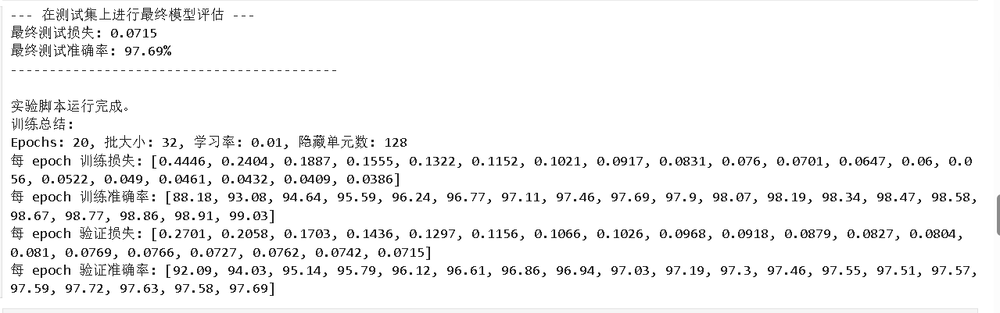 --- 在测试集上进行最终模型评估 ---
最终测试损失: 0.0715
最终测试准确率: 97.69%
------------------------------------------
实验脚本运行完成。
训练总结:
Epochs: 20, 批大小: 32, 学习率: 0.01, 隐藏单元数: 128
每 epoch 训练损失: [0.4446, 0.2404, 0.1887, 0.1555, 0.1322, 0.1152, 0.1021, 0.0917, 0.0831, 0.076, 0.0701, 0.0647, 0.06, 0.0
56, 0.0522, 0.049, 0.0461, 0.0432, 0.0409, 0.0386]
每 epoch 训练准确率: [88.18, 93.08, 94.64, 95.59, 96.24, 96.77, 97.11, 97.46, 97.69, 97.9, 98.07, 98.19, 98.34, 98.47, 98.58,
98.67, 98.77, 98.86, 98.91, 99.03]
每 epoch 验证损失: [0.2701, 0.2058, 0.1703, 0.1436, 0.1297, 0.1156, 0.1066, 0.1026, 0.0968, 0.0918, 0.0879, 0.0827, 0.0804,
0.081, 0.0769, 0.0766, 0.0727, 0.0762, 0.0742, 0.0715]
每 epoch 验证准确率: [92.09, 94.03, 95.14, 95.79, 96.12, 96.61, 96.86, 96.94, 97.03, 97.19, 97.3, 97.46, 97.55, 97.51, 97.57,
97.59, 97.72, 97.63, 97.58, 97.69]